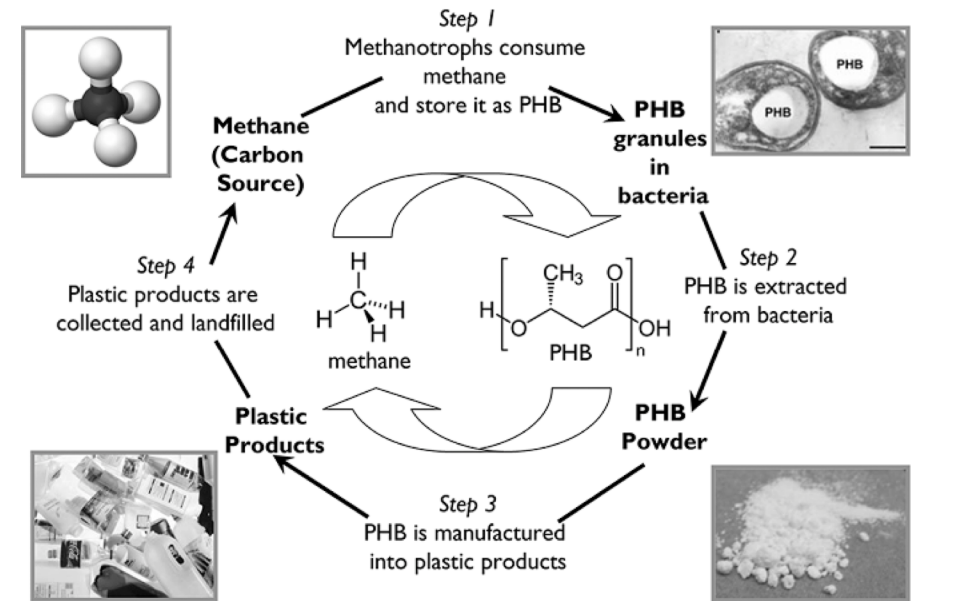 Step 1
Methanotrophs consume
methane
and store it as PHB
Methane
(Carbon
Source)
PHB
granules
in
bacteria
PHB
PHB
Step 2
PHB is extracted
from bacteria
PHB
Powder
Step 3
PHB is manufactured
into plastic products
Plastic
Products
Step 4
Plastic products are
collected and landfilled
H
H C H
H
methane
CH₃ O
H O OH
n
PHB